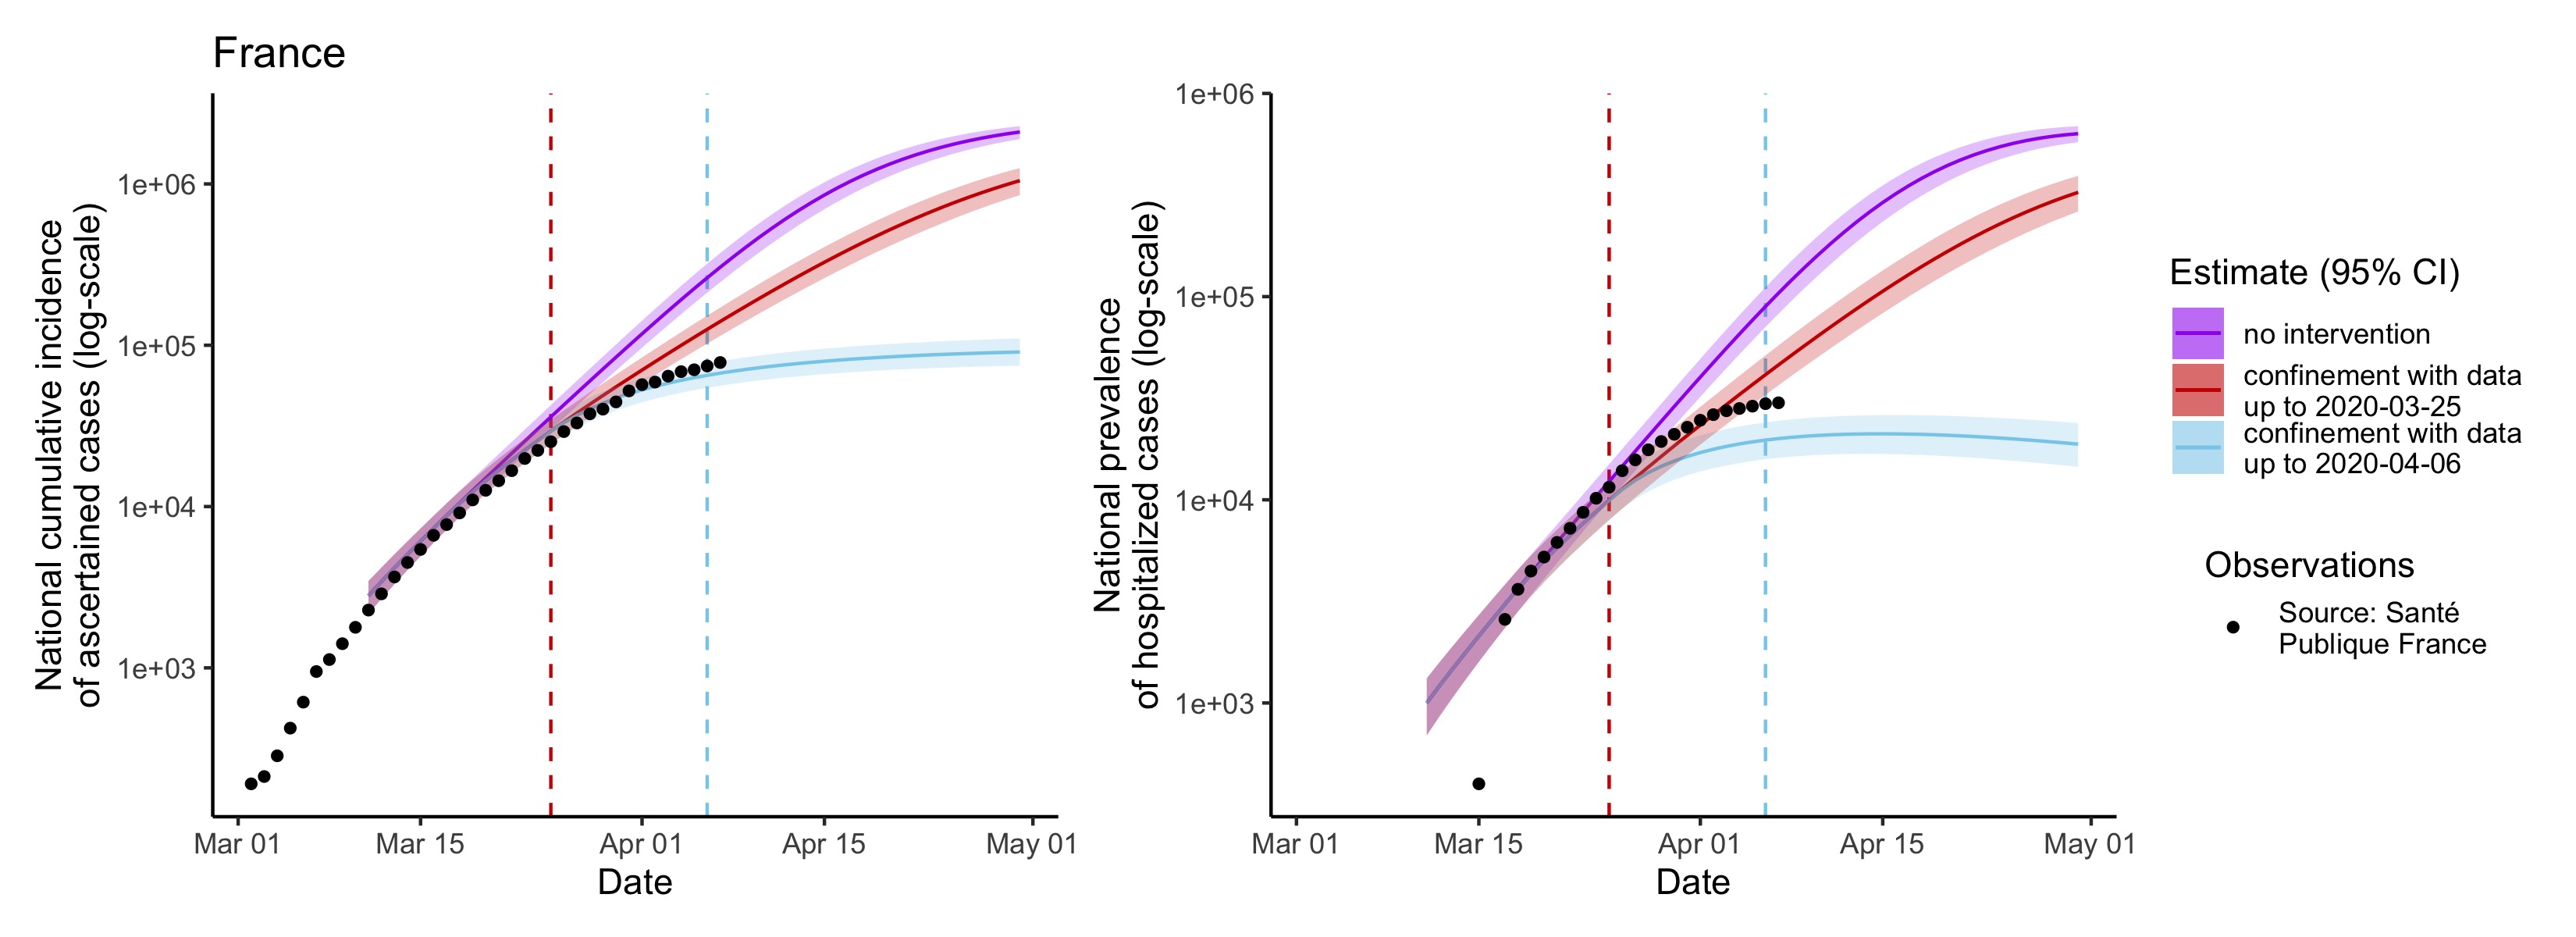 France
National cumulative incidence
of ascertained cases (log-scale)
1e+06
1e+05
1e+04
1e+03
Mar 01
Mar 15
Apr 01
Apr 15
May 01
Date
National prevalence
of hospitalized cases (log-scale)
1e+06
1e+05
1e+04
1e+03
Mar 01
Mar 15
Apr 01
Apr 15
May 01
Date
Estimate (95% CI)
no intervention
confinement with data
up to 2020-03-25
confinement with data
up to 2020-04-06
Observations
Source: Santé
Publique France